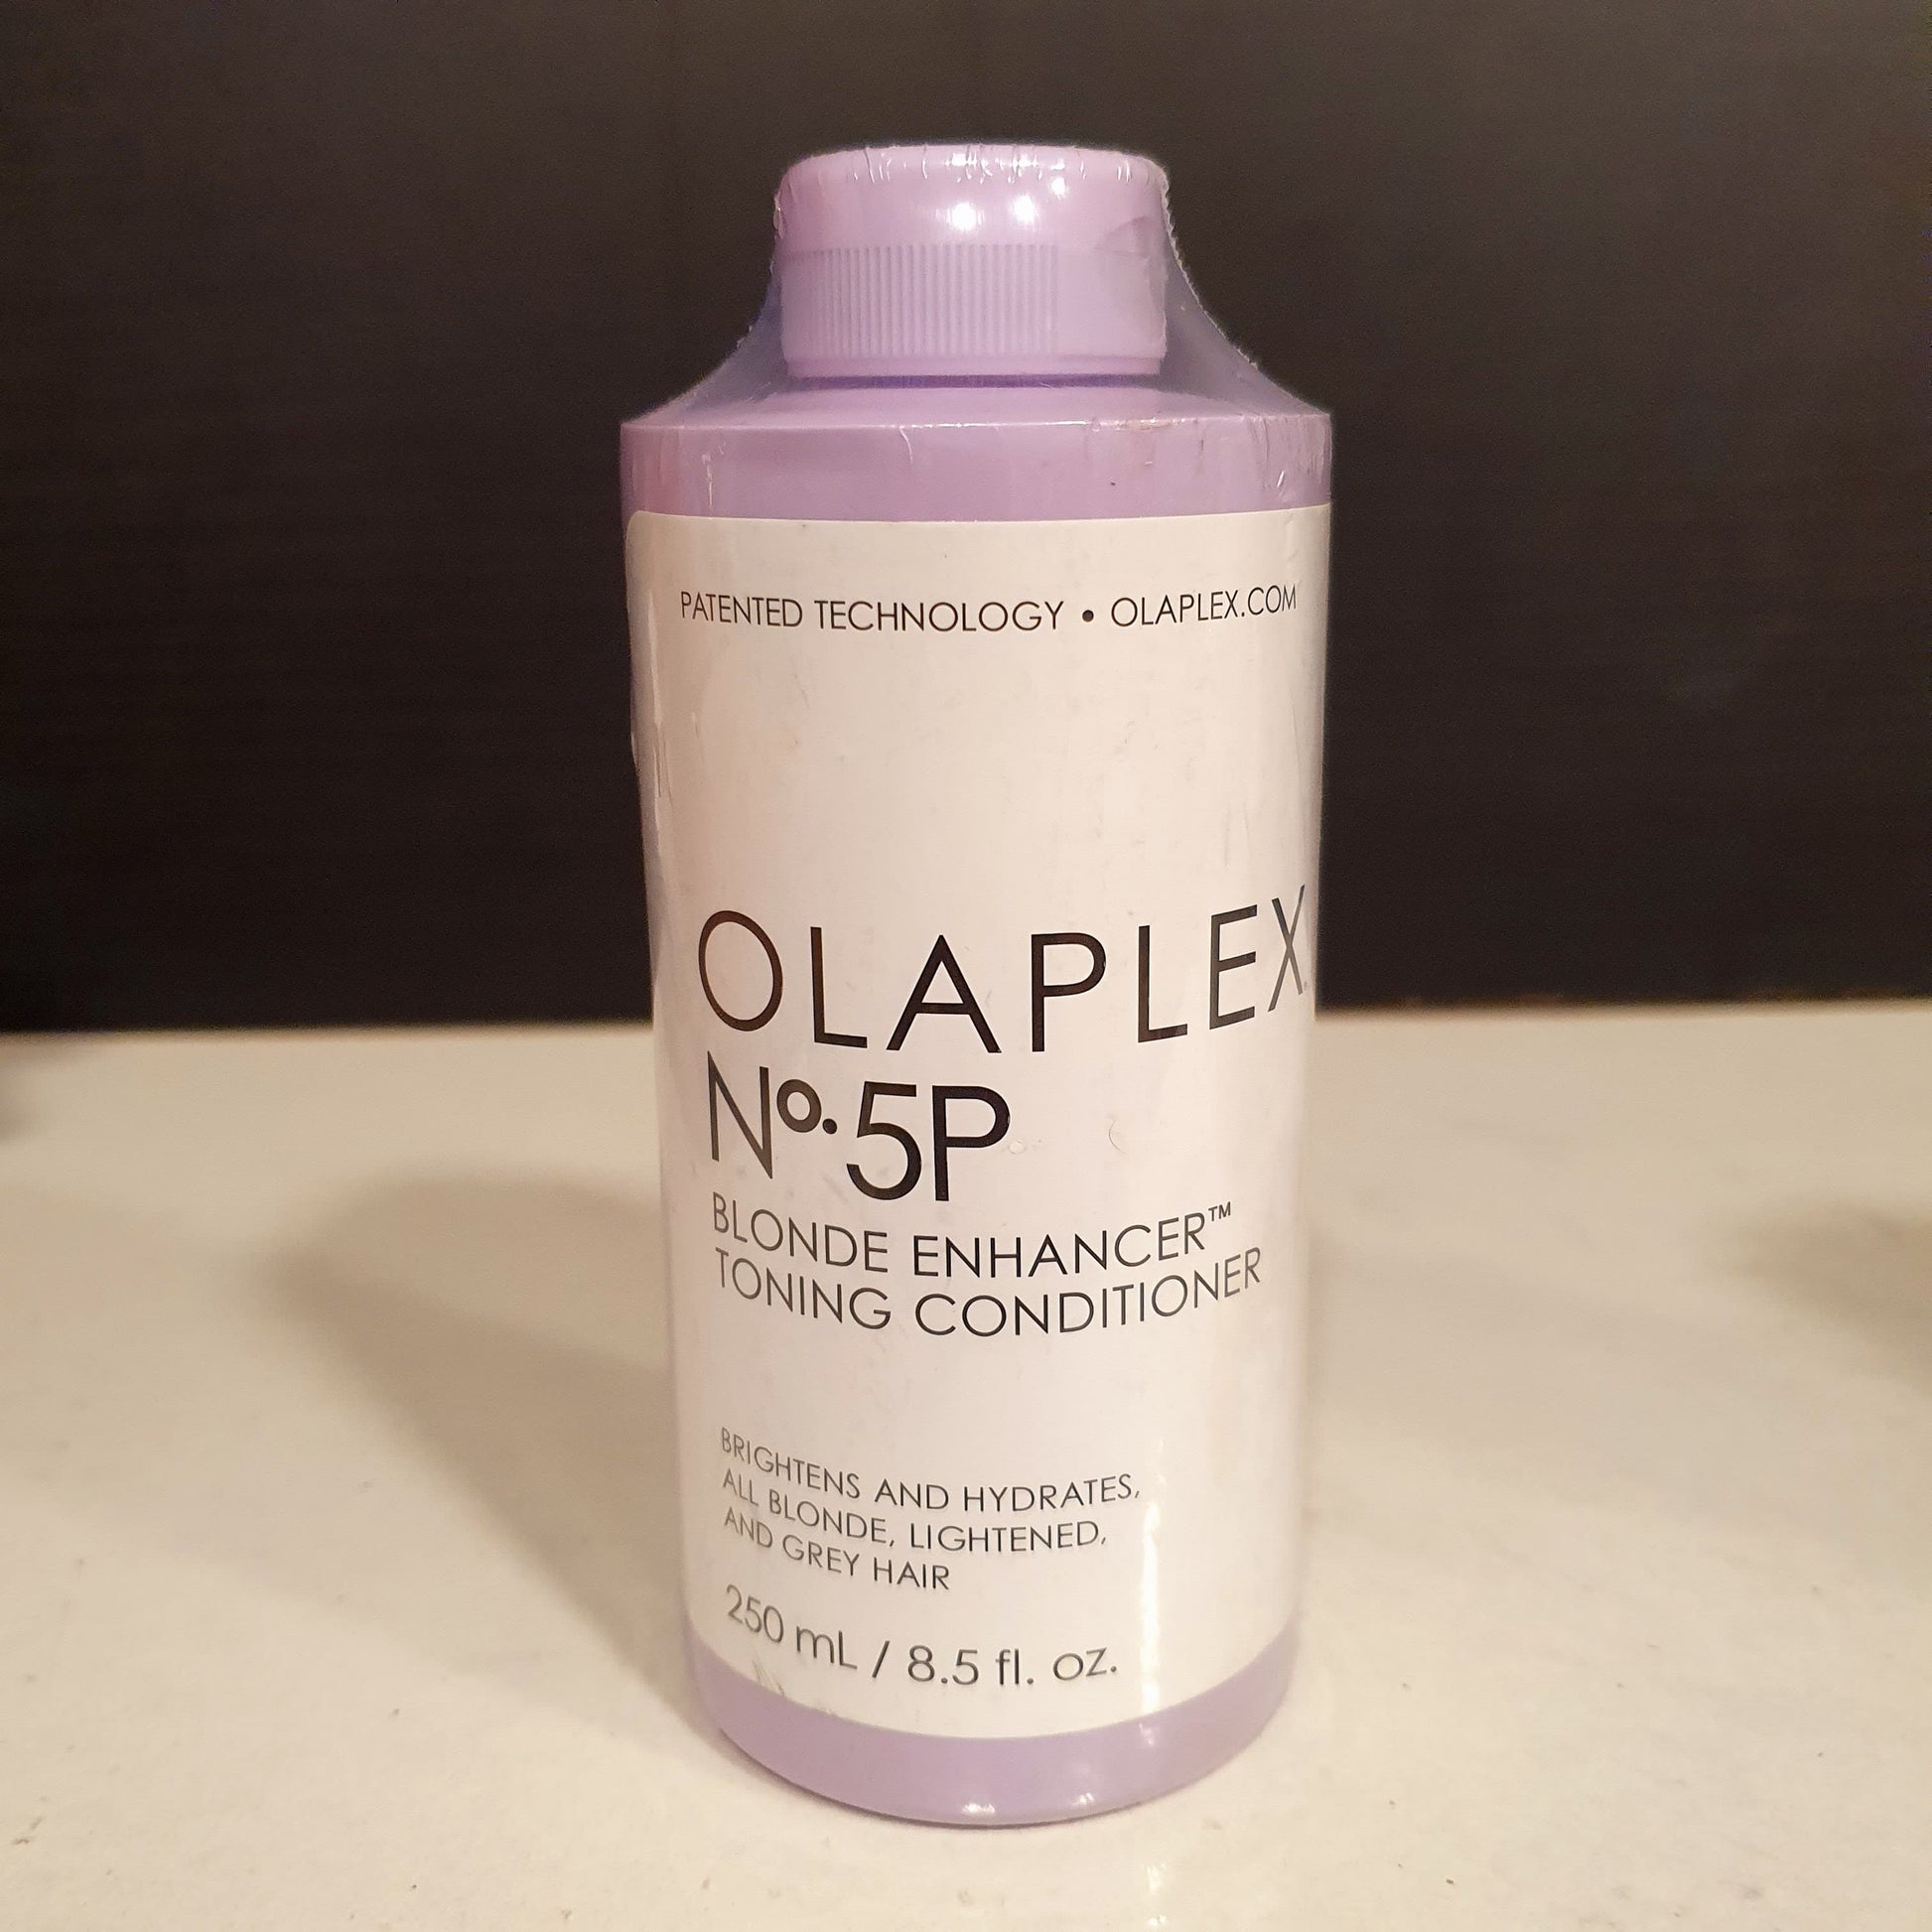 PATENTED TECHNOLOGY • OLAPLEX.COM
OLAPLEX
Nº.5P
BLONDE ENHANCER™
TONING CONDITIONER
BRIGHTENS AND HYDRATES,
ALL BLONDE, LIGHTENED,
AND GREY HAIR
250 mL / 8.5 fl. oz.